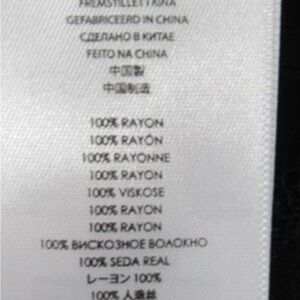 FREMSTILLET I KINA
GEFABRICEERD IN CHINA
СДЕЛАНО В КИТАЕ
FEITO NA CHINA
中国製
中国制造
100% RAYON
100% RAYÓN
100% RAYONNE
100% RAYON
100% VISKOSE
100% RAYON
100% RAYON
100% ВИСКОЗНОЕ ВОЛОКНО
100% SEDA REAL
レーヨン 100%
100% 人造丝